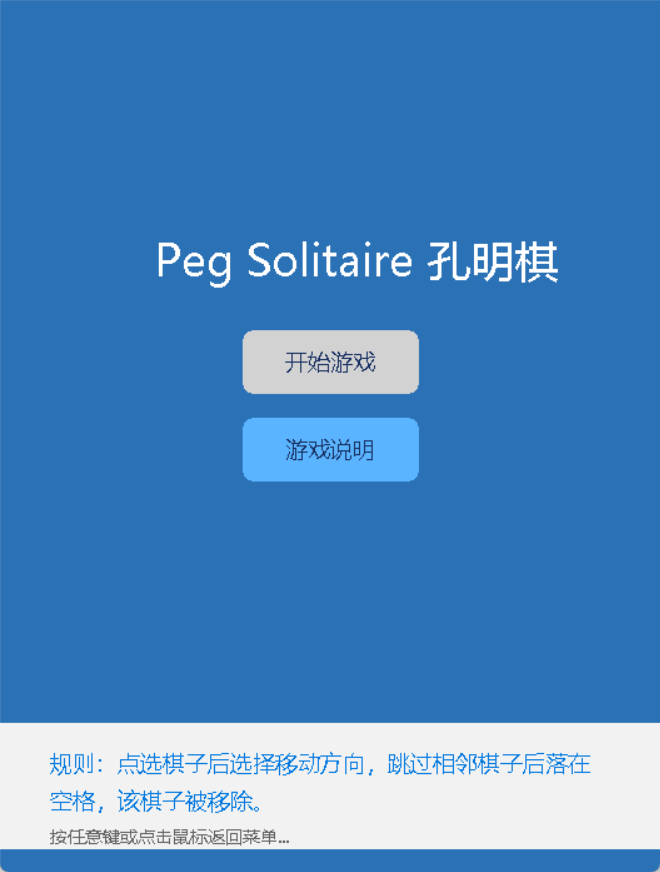 Peg Solitaire 孔明棋
开始游戏
游戏说明
规则：点选棋子后选择移动方向，跳过相邻棋子后落在
空格，该棋子被移除。
按任意键或点击鼠标返回菜单...